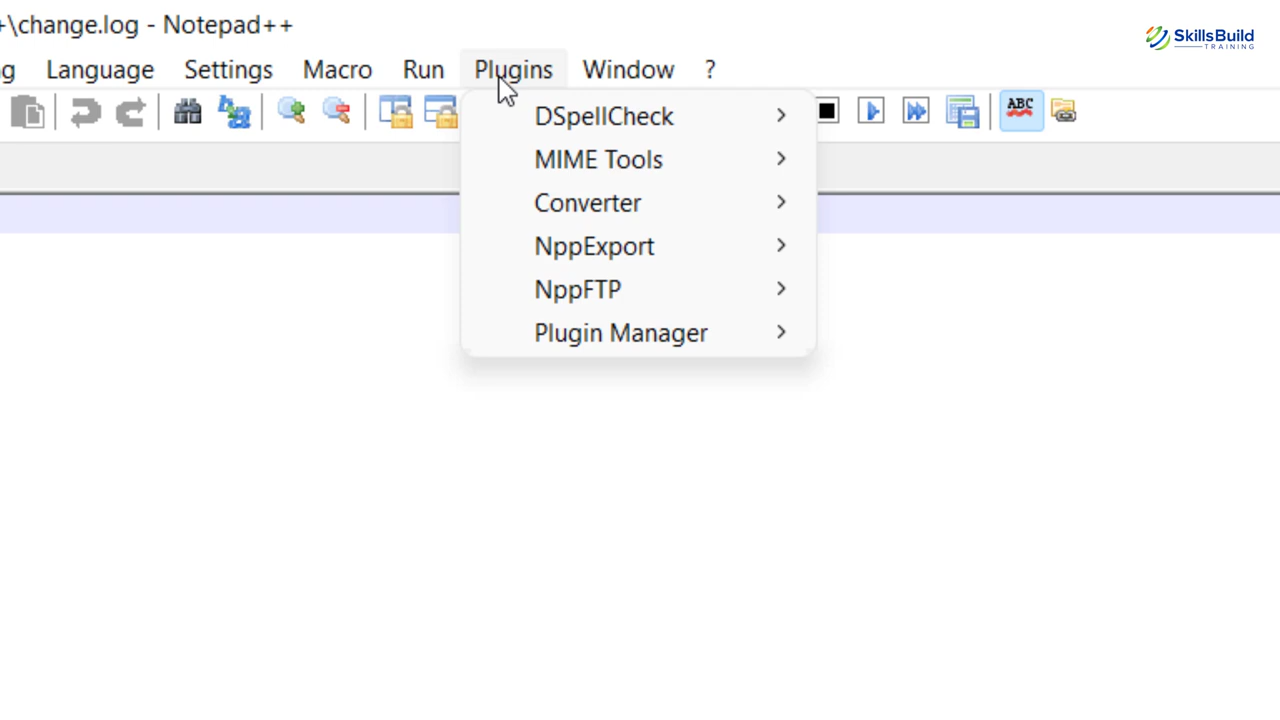 +\change.log - Notepad++
SkillsBuild
TRAINING
g Language Settings Macro Run Plugins Window ?
ABC
DSpellCheck
MIME Tools
Converter
NppExport
NppFTP
Plugin Manager